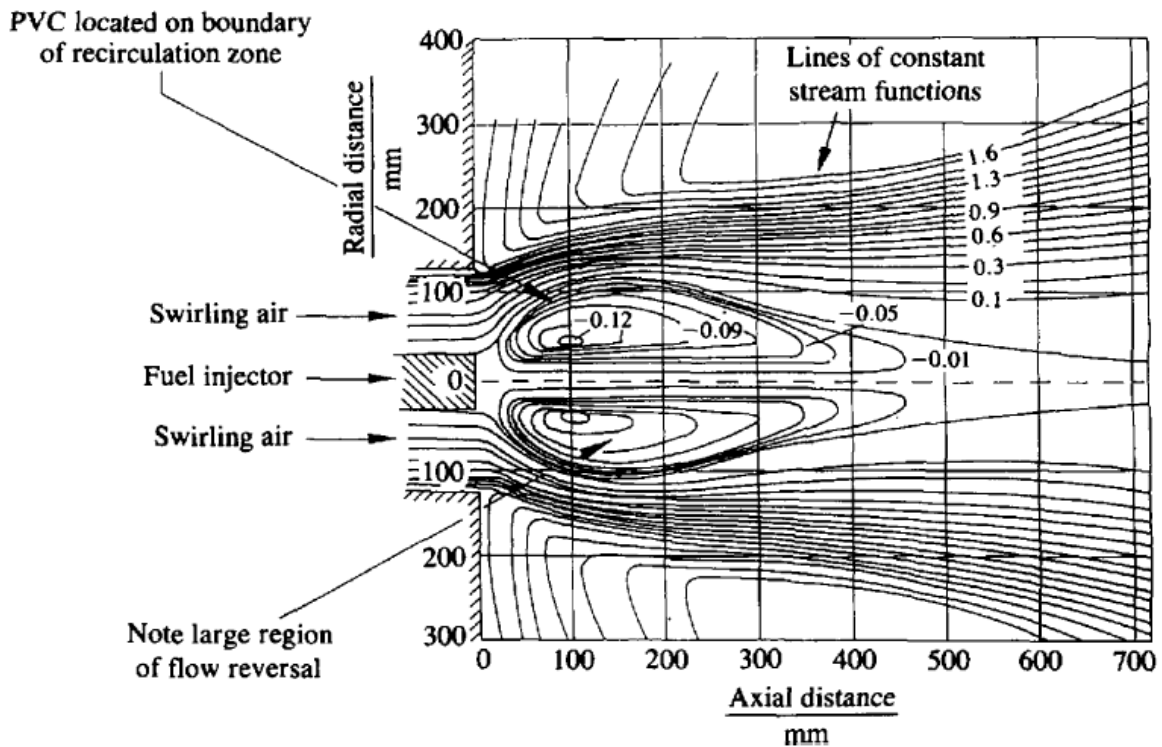 PVC located on boundary
of recirculation zone
Lines of constant
stream functions
Radial distance
mm
400
300
200
100
0
100
200
300
1.6
1.3
0.9
0.6
0.3
0.1
−0.12
−0.09
−0.05
−0.01
Swirling air
Fuel injector
Swirling air
Note large region
of flow reversal
0 100 200 300 400 500 600 700
Axial distance
mm